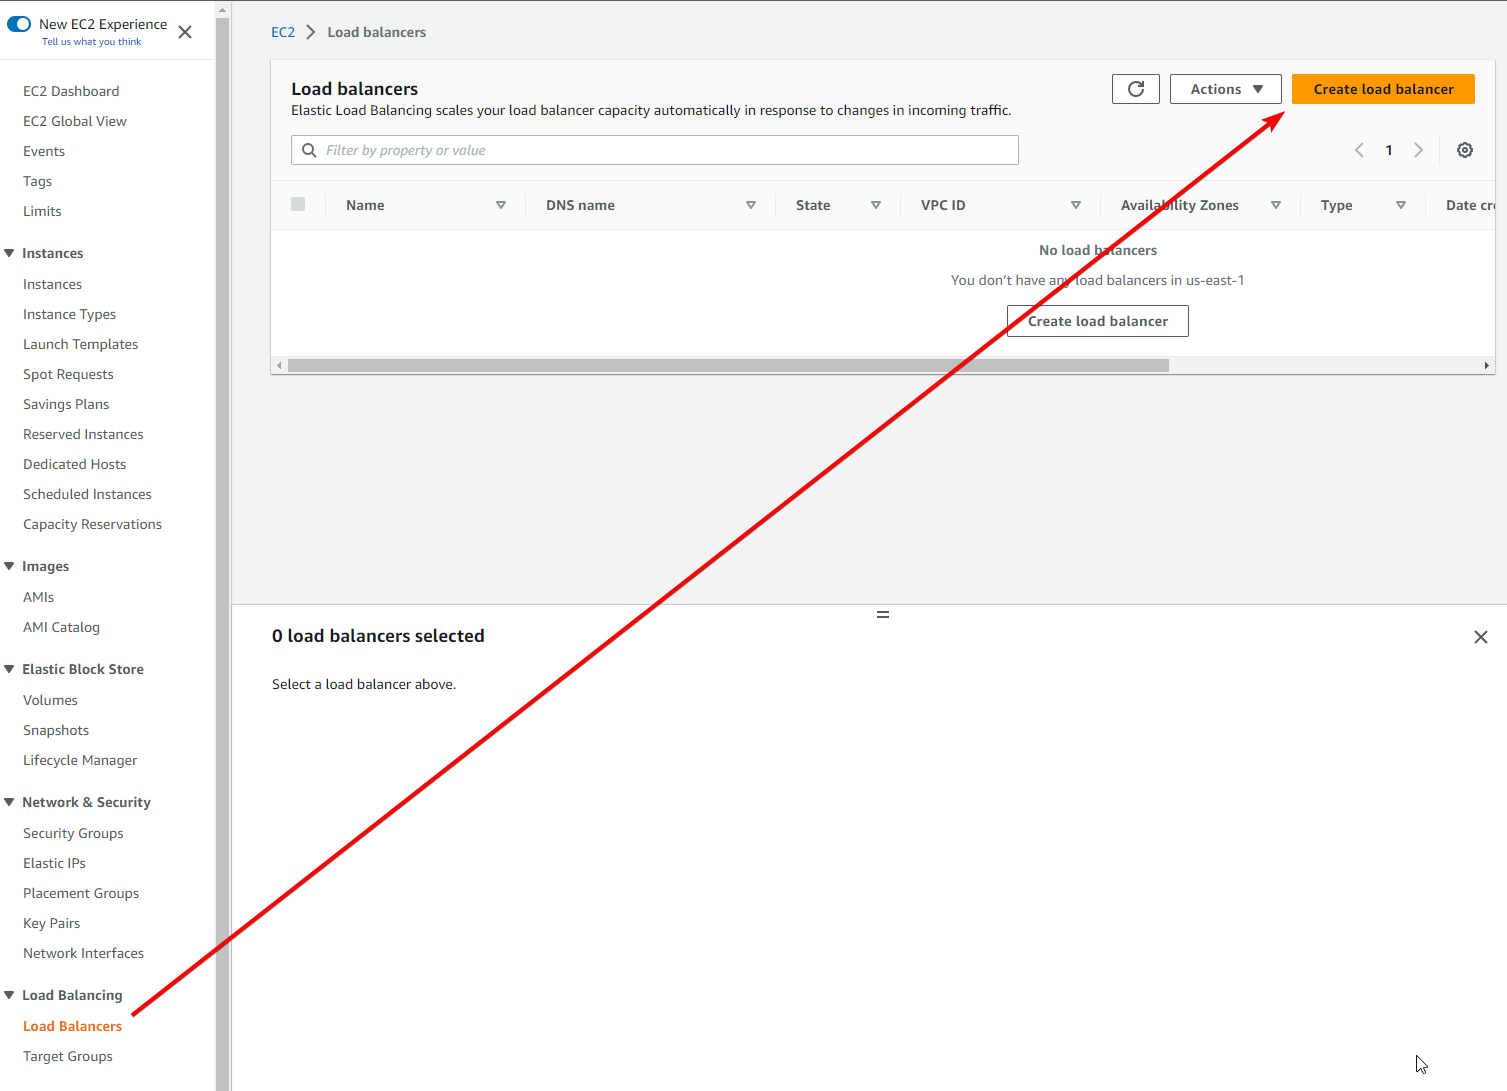 New EC2 Experience
Tell us what you think
EC2 Dashboard
EC2 Global View
Events
Tags
Limits
Instances
Instances
Instance Types
Launch Templates
Spot Requests
Savings Plans
Reserved Instances
Dedicated Hosts
Scheduled Instances
Capacity Reservations
Images
AMIs
AMI Catalog
Elastic Block Store
Volumes
Snapshots
Lifecycle Manager
Network & Security
Security Groups
Elastic IPs
Placement Groups
Key Pairs
Network Interfaces
Load Balancing
Load Balancers
Target Groups
EC2 > Load balancers
Load balancers
Elastic Load Balancing scales your load balancer capacity automatically in response to changes in incoming traffic.
Actions
Create load balancer
Filter by property or value
1
Name DNS name State VPC ID Availability Zones Type Date cr
No load balancers
You don't have any load balancers in us-east-1
Create load balancer
0 load balancers selected
Select a load balancer above.